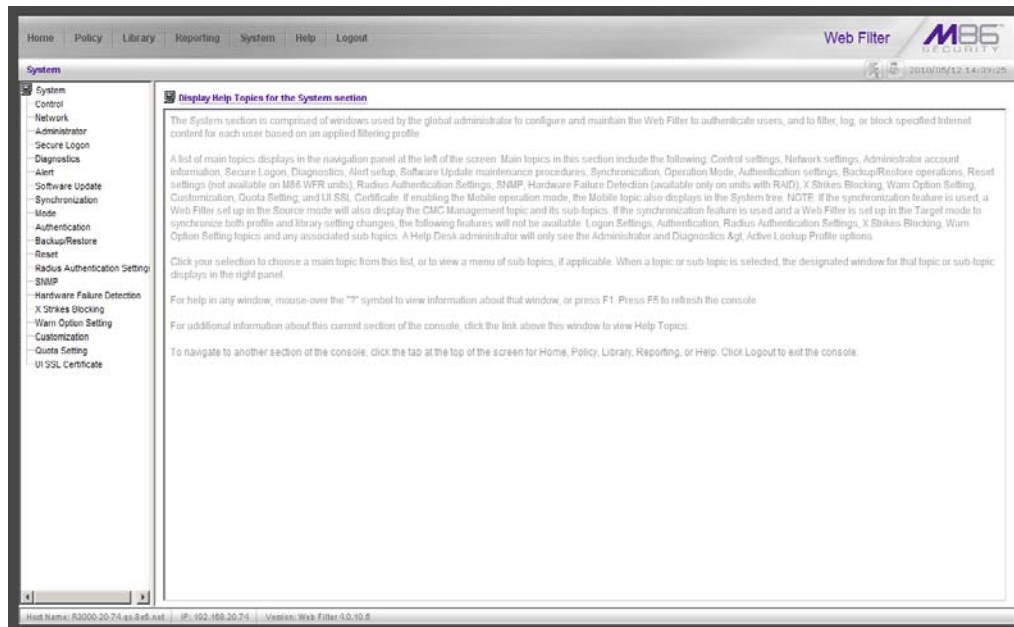 Home Policy Library Reporting System Help Logout
Web Filter
M86
SECURITY
System
2010/05/12 14:39:25
System
Control
Network
Administrator
Secure Logon
Diagnostics
Alert
Software Update
Synchronization
Mode
Authentication
Backup/Restore
Reset
Radius Authentication Setting
SNMP
Hardware Failure Detection
X Strikes Blocking
Warn Option Setting
Customization
Quota Setting
UI SSL Certificate
Display Help Topics for the System section
The System section is comprised of windows used by the global administrator to configure and maintain the Web Filter to authenticate users, and to filter, log, or block specified Internet
content for each user based on an applied filtering profile.
A list of main topics displays in the navigation panel at the left of the screen. Main topics in this section include the following: Control settings, Network settings, Administrator account
information, Secure Logon, Diagnostics, Alert setup, Software Update maintenance procedures, Synchronization, Operation Mode, Authentication settings, Backup/Restore operations, Reset
settings (not available on M86 WFR units), Radius Authentication Settings, SNMP, Hardware Failure Detection (available only on units with RAID), X Strikes Blocking, Warn Option Setting,
Customization, Quota Setting, and UI SSL Certificate. If enabling the Mobile operation mode, the Mobile topic also displays in the System tree. NOTE: If the synchronization feature is used, a
Web Filter set up in the Source mode will also display the CMC Management topic and its sub-topics. If the synchronization feature is used and a Web Filter is set up in the Target mode to
synchronize both profile and library setting changes, the following features will not be available: Logon Settings, Authentication, Radius Authentication Settings, X Strikes Blocking, Warn
Option Setting topics and any associated sub topics. A Help Desk administrator will only see the Administrator and Diagnostics &gt; Active Lookup Profile options.
Click your selection to choose a main topic from this list, or to view a menu of sub-topics, if applicable. When a topic or sub-topic is selected, the designated window for that topic or sub-topic
displays in the right panel.
For help in any window, mouse-over the "?" symbol to view information about that window, or press F1. Press F5 to refresh the console.
For additional information about this current section of the console, click the link above this window to view Help Topics.
To navigate to another section of the console, click the tab at the top of the screen for Home, Policy, Library, Reporting, or Help. Click Logout to exit the console.
Host Name: R3000-20-74.qs.8e6.net IP: 192.168.20.74 Version: Web Filter 4.0.10.6